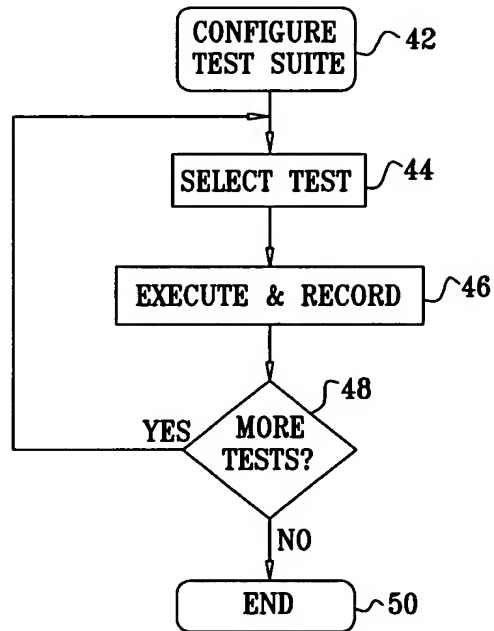 CONFIGURE
TEST SUITE
42
SELECT TEST
44
EXECUTE & RECORD
46
48
YES
MORE
TESTS?
NO
END
50